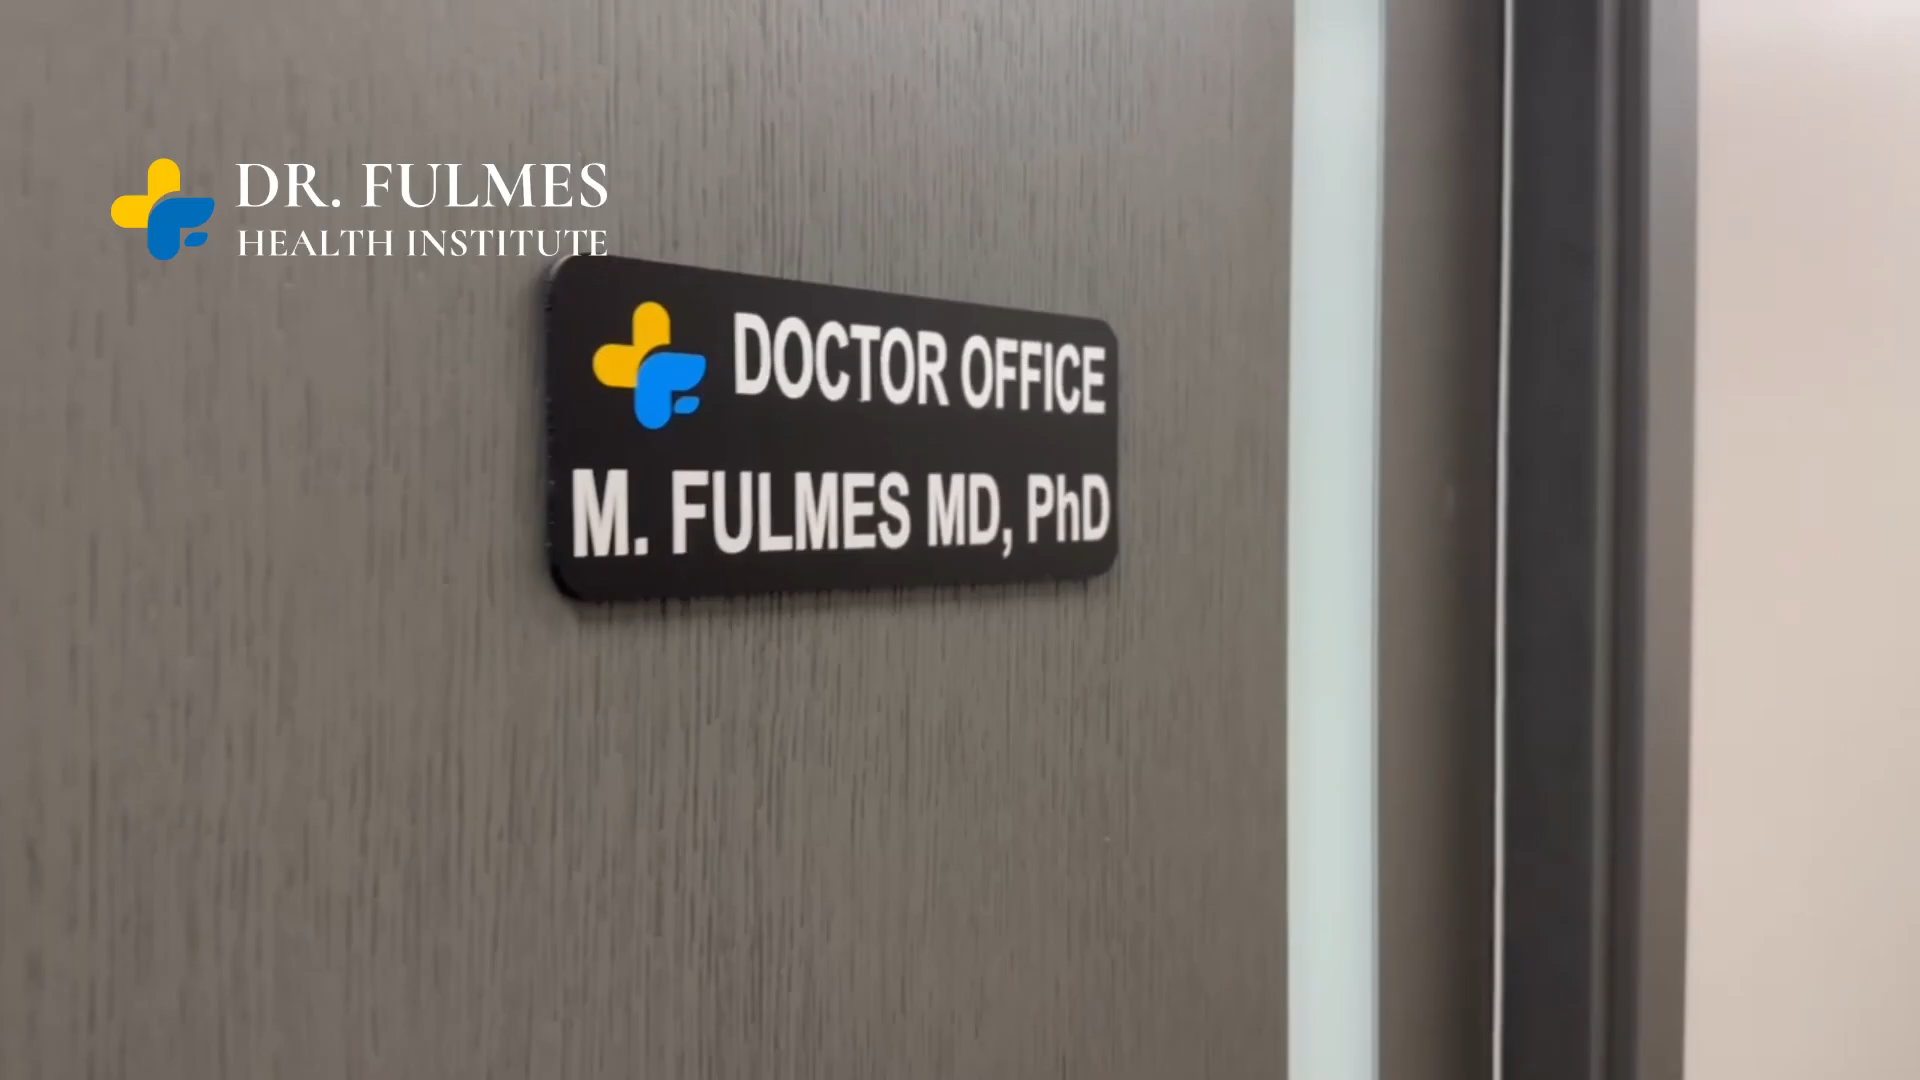 DR. FULMES
HEALTH INSTITUTE
DOCTOR OFFICE
M. FULMES MD, PhD